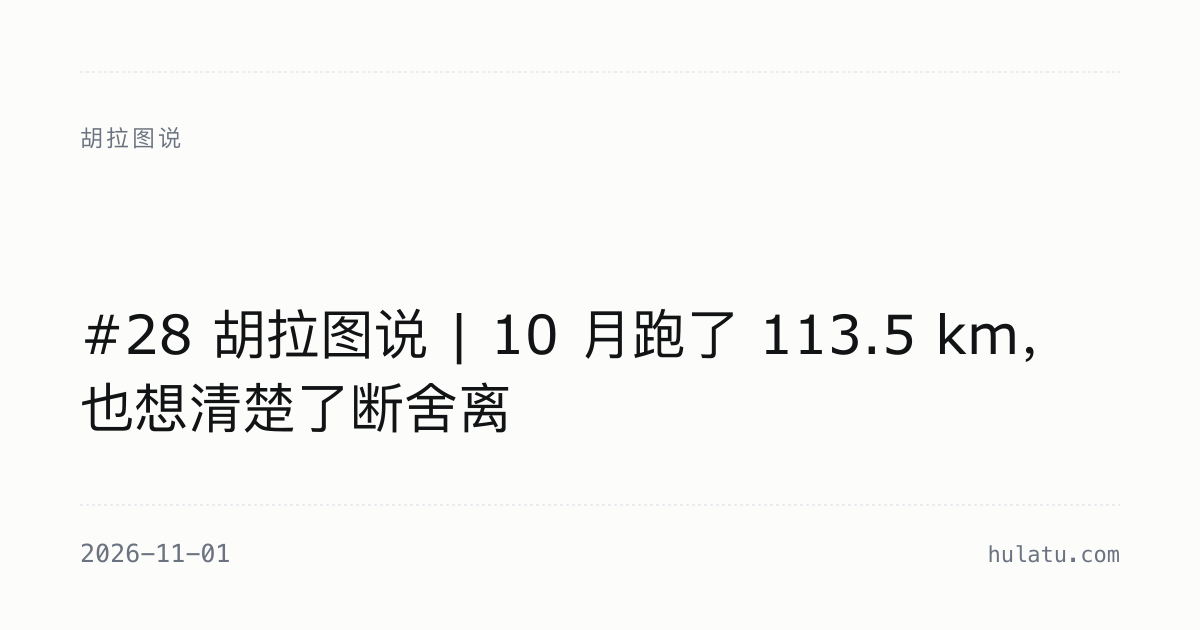 胡拉图说
#28 胡拉图说 | 10 月跑了 113.5 km,
也想清楚了断舍离
2026-11-01
hulatu.com